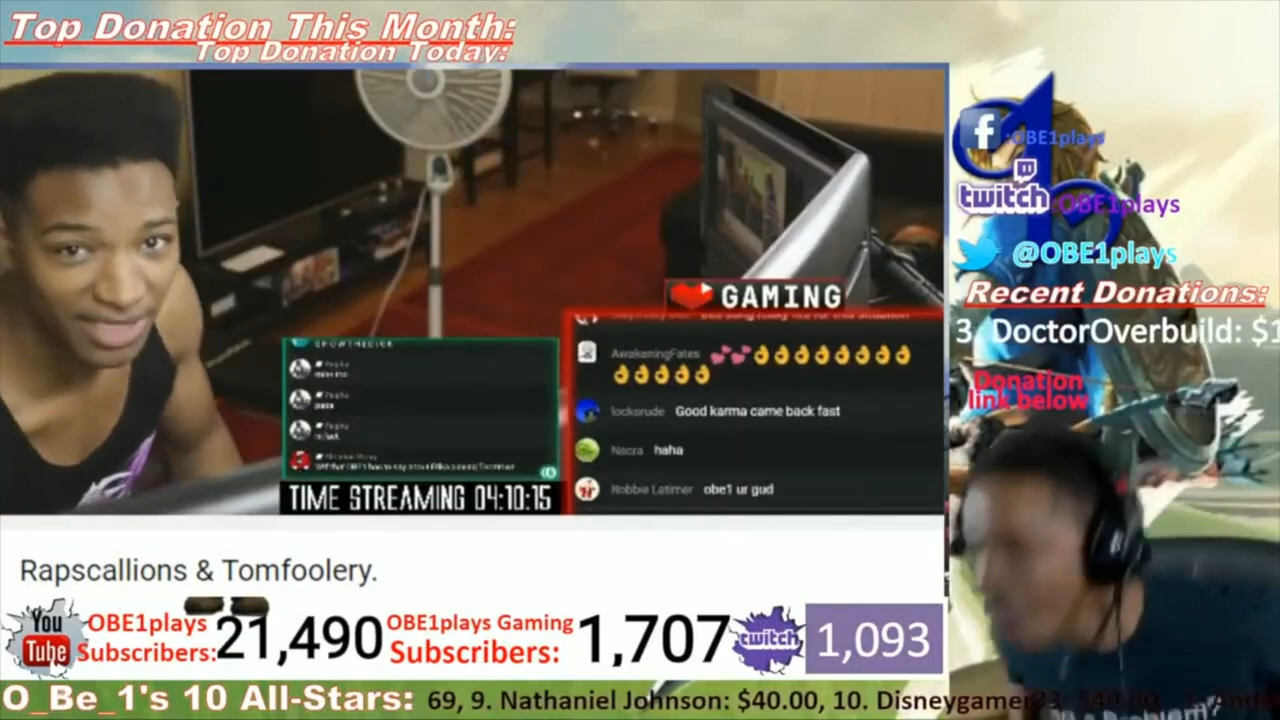 Top Donation This Month:
Top Donation Today:
GAMING
AwakeningFates
lockorude Good karma came back fast
Necra haha
Robbie Latimer obe1 ur gud
TIME STREAMING 04:10:15
Rapscallions & Tomfoolery.
:OBE1plays
twitch
:OBE1plays
@OBE1plays
Recent Donations:
3. DoctorOverbuild: $1
Donation
link below
You Tube
OBE1plays
Subscribers:
21,490
OBE1plays Gaming
Subscribers:
1,707
twitch
1,093
O_Be_1's 10 All-Stars: 69, 9. Nathaniel Johnson: $40.00, 10. Disneygamer33: $40.00